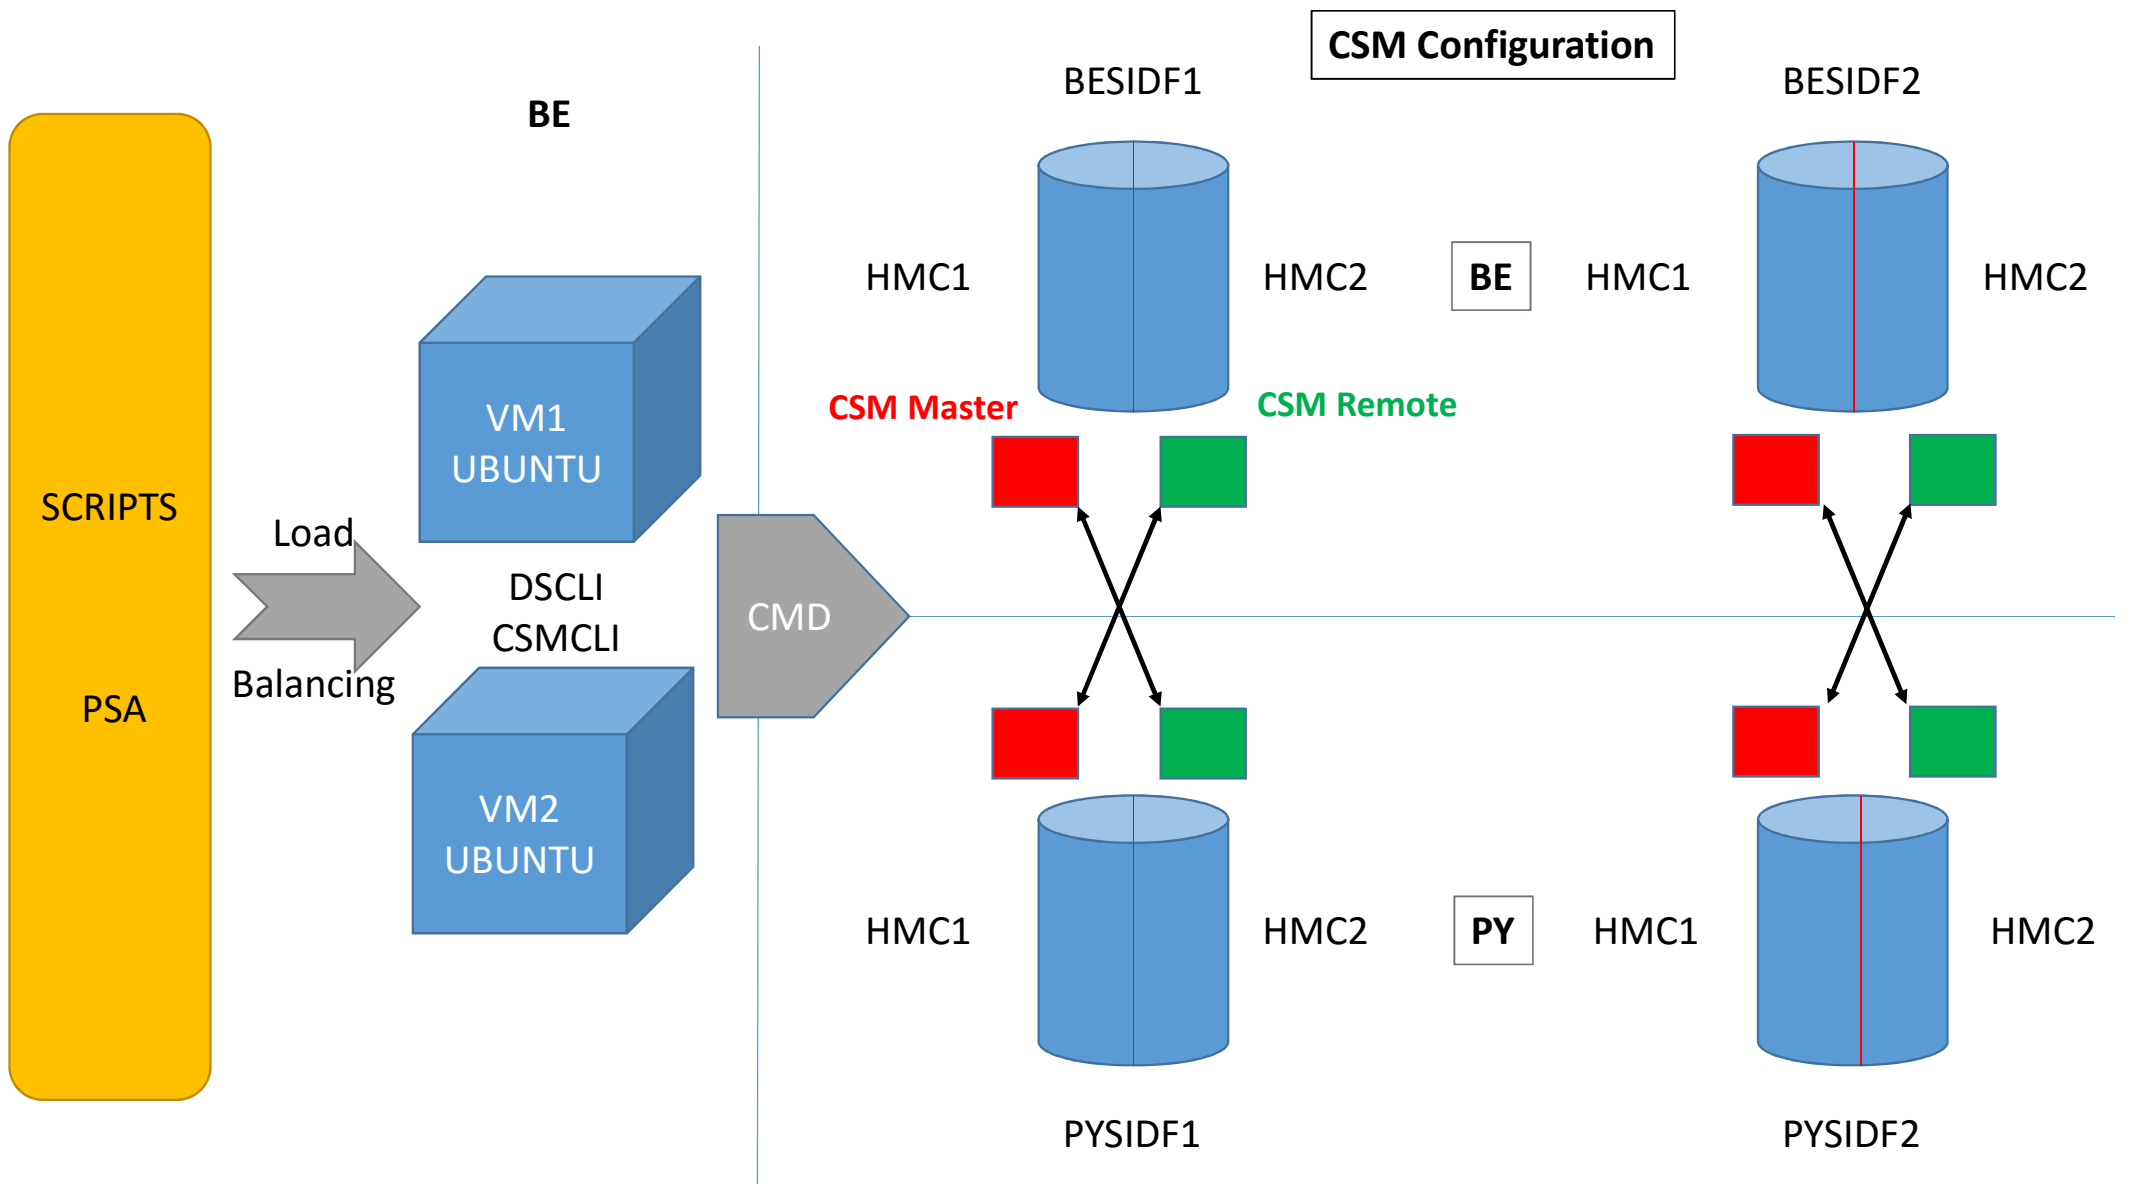 CSM Configuration
BESIDF1
BESIDF2
BE
HMC1
HMC2
BE
HMC1
HMC2
CSM Master
CSM Remote
VM1
UBUNTU
SCRIPTS
PSA
Load
Balancing
DSCLI
CSMCLI
CMD
VM2
UBUNTU
HMC1
HMC2
PY
HMC1
HMC2
PYSIDF1
PYSIDF2